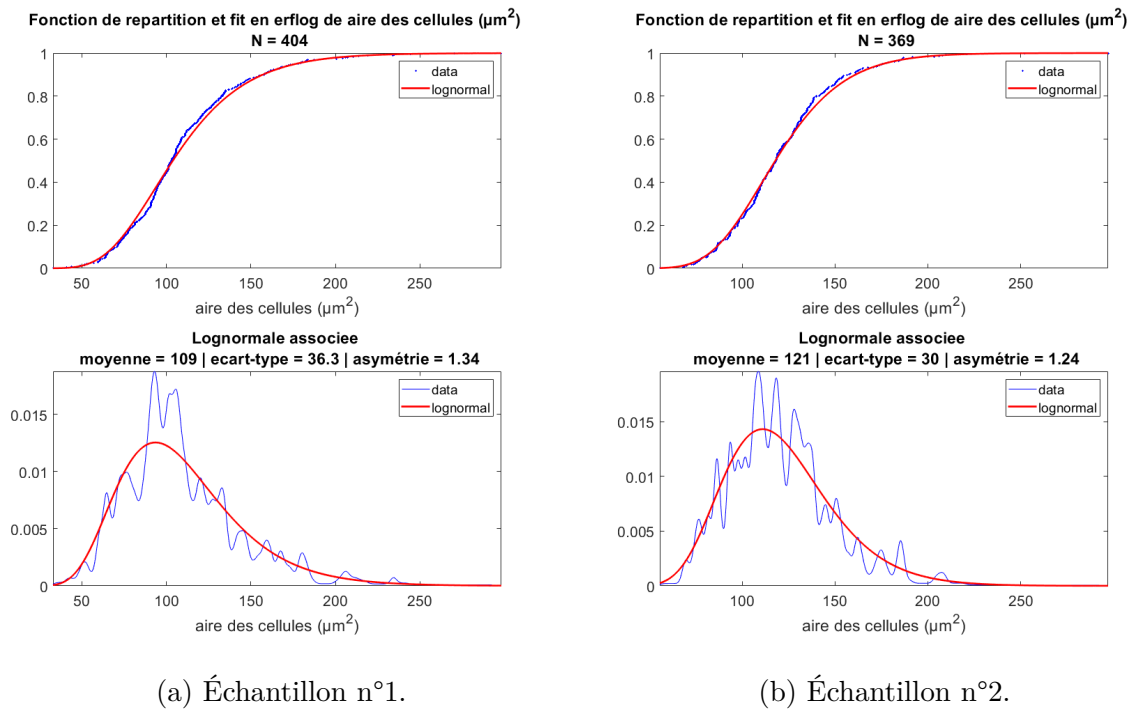 Fonction de repartition et fit en erflog de aire des cellules (µm²)
N = 404
1
0.8
0.6
0.4
0.2
0
50
100
150
200
250
data
lognormal
aire des cellules (µm²)
Lognormale associee
moyenne = 109 | ecart-type = 36.3 | asymétrie = 1.34
0.015
0.01
0.005
0
50
100
150
200
250
data
lognormal
aire des cellules (µm²)
(a) Échantillon n°1.
Fonction de repartition et fit en erflog de aire des cellules (µm²)
N = 369
1
0.8
0.6
0.4
0.2
0
100
150
200
250
data
lognormal
aire des cellules (µm²)
Lognormale associee
moyenne = 121 | ecart-type = 30 | asymétrie = 1.24
0.015
0.01
0.005
0
100
150
200
250
data
lognormal
aire des cellules (µm²)
(b) Échantillon n°2.